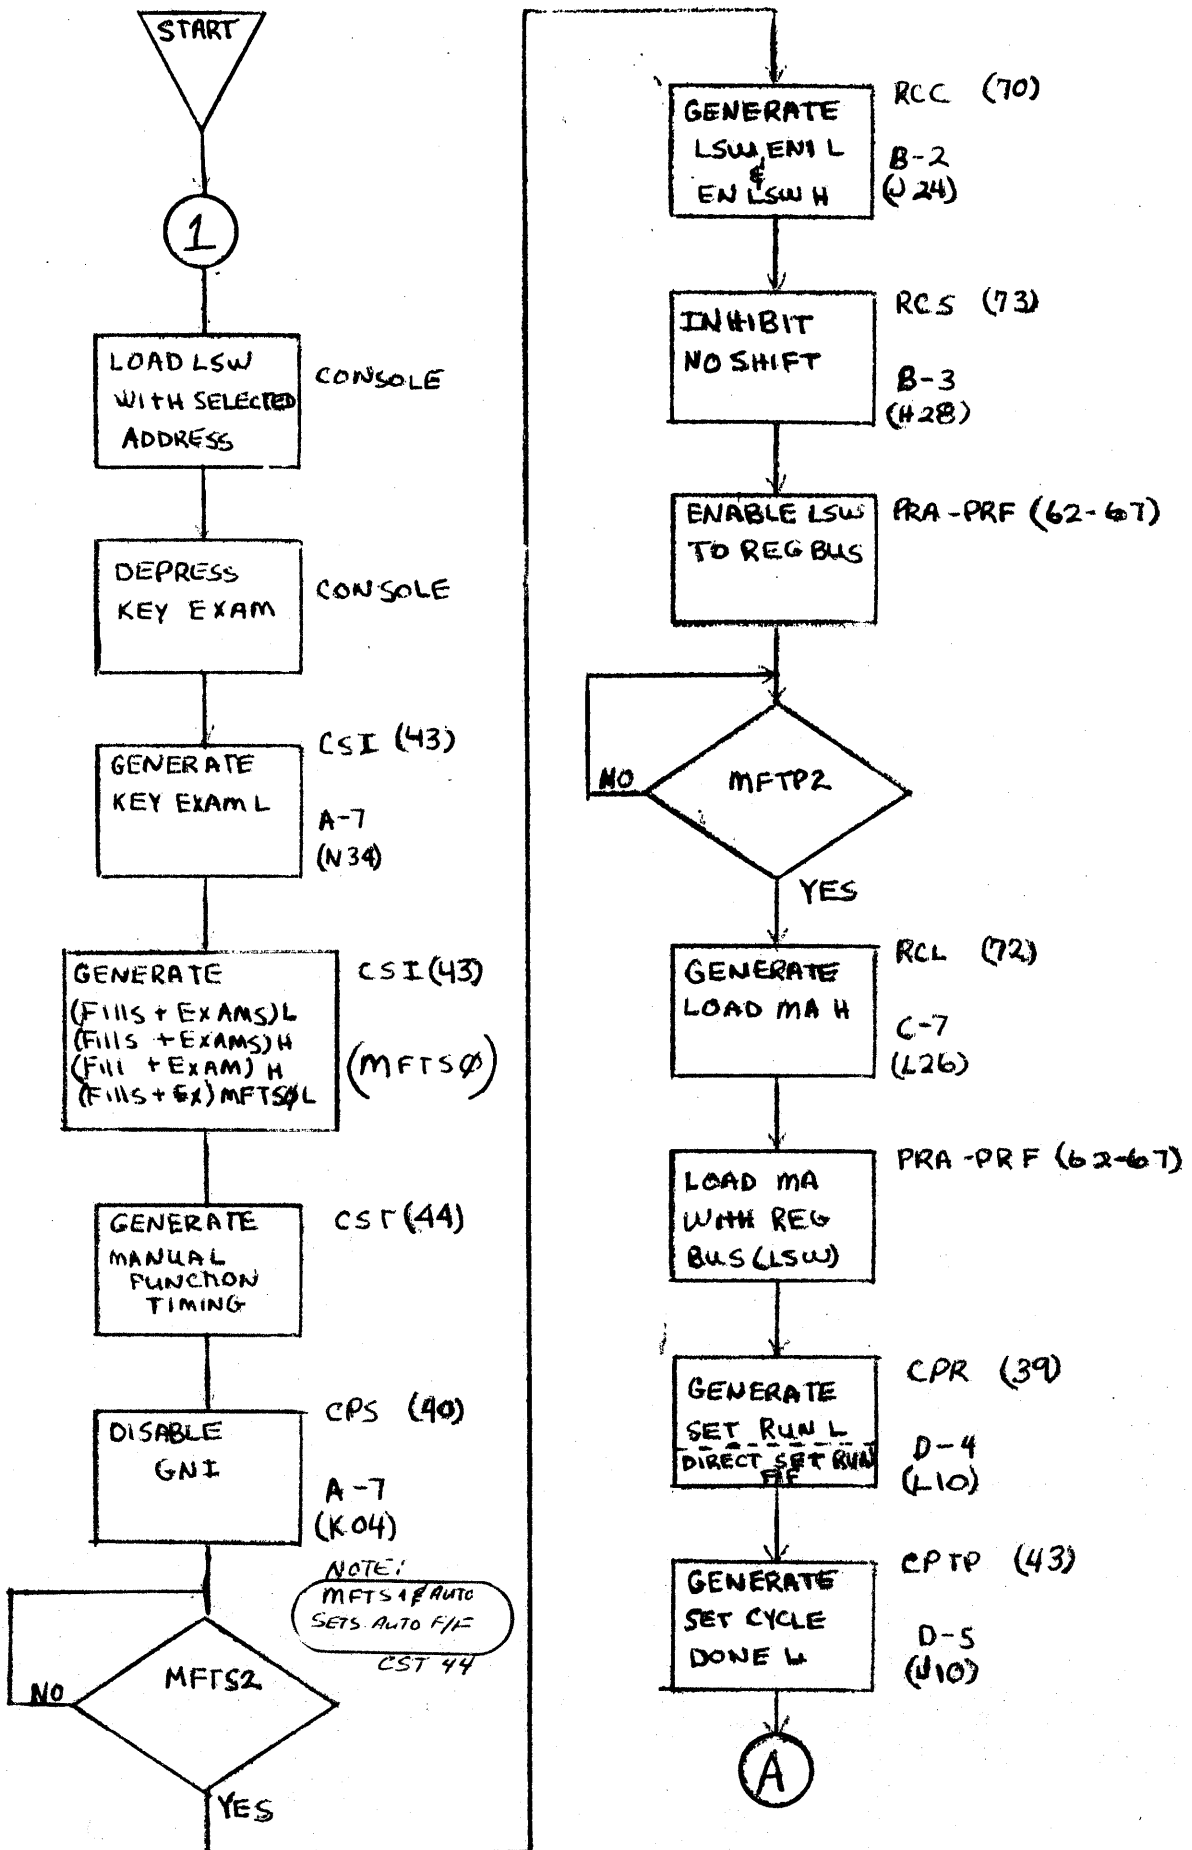 START
1
LOAD LSW
WITH SELECTED
ADDRESS
CONSOLE
DEPRESS
KEY EXAM
CONSOLE
GENERATE
KEY EXAM L
CSI (43)
A-7
(N34)
GENERATE
(Fills + ExAMS) L
(Fills + ExAMS) H
(Fill + ExAM) H
(Fills + Ex) MFTSØ L
CSI (43)
(MFTSØ)
GENERATE
MANUAL
FUNCTION
TIMING
CST (44)
DISABLE
GNI
CPS (40)
A-7
(K04)
NOTE:
MFTS1 & AUTO
SETS AUTO F/F
CST 44
MFTS2
NO
YES
GENERATE
LSW EN1 L
&
EN LSW H
RCC (70)
B-2
(J24)
INHIBIT
NO SHIFT
RCS (73)
B-3
(H28)
ENABLE LSW
TO REG BUS
PRA-PRF (62-67)
MFTP2
NO
YES
GENERATE
LOAD MA H
RCL (72)
C-7
(L26)
LOAD MA
WITH REG
BUS (LSW)
PRA-PRF (62-67)
GENERATE
SET RUN L
DIRECT SET RUN
F/F
CPR (39)
D-4
(L10)
GENERATE
SET CYCLE
DONE L
CPTP (43)
D-5
(J10)
A